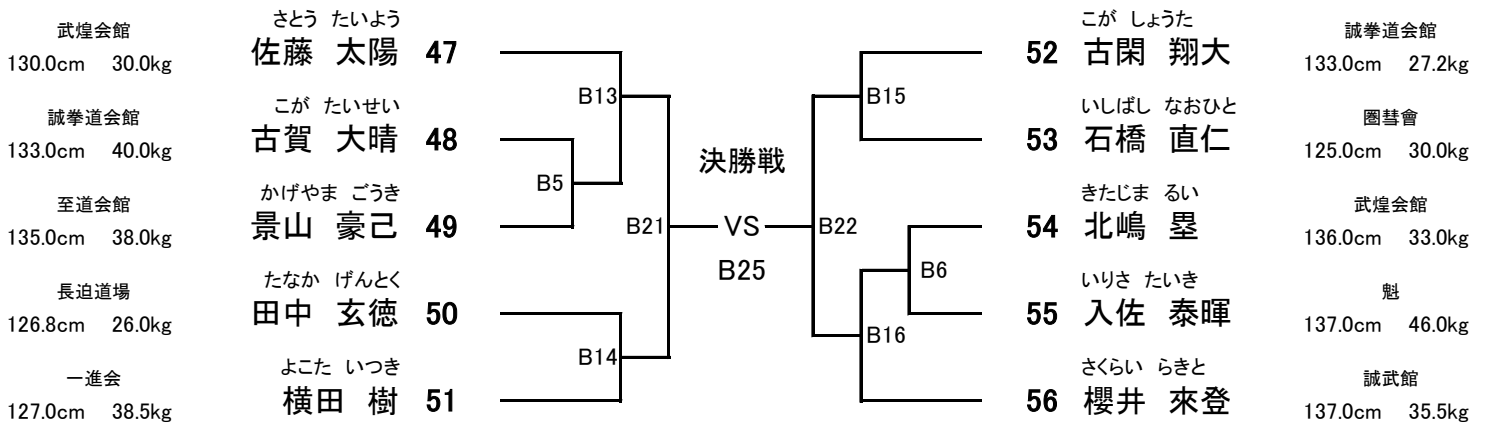 武煌会館
130.0cm 30.0kg
さとう たいよう
佐藤 太陽 47
誠拳道会館
133.0cm 40.0kg
こが たいせい
古賀 大晴 48
至道会館
135.0cm 38.0kg
かげやま ごうき
景山 豪己 49
長迫道場
126.8cm 26.0kg
たなか げんとく
田中 玄徳 50
一進会
127.0cm 38.5kg
よこた いつき
横田 樹 51
B13
B5
B21
B14
決勝戦
VS
B25
B15
B22
B6
B16
こが しょうた
52 古閑 翔大
誠拳道会館
133.0cm 27.2kg
いしばし なおひと
53 石橋 直仁
圏彗會
125.0cm 30.0kg
きたじま るい
54 北嶋 塁
武煌会館
136.0cm 33.0kg
いりさ たいき
55 入佐 泰暉
魁
137.0cm 46.0kg
さくらい らきと
56 櫻井 來登
誠武館
137.0cm 35.5kg